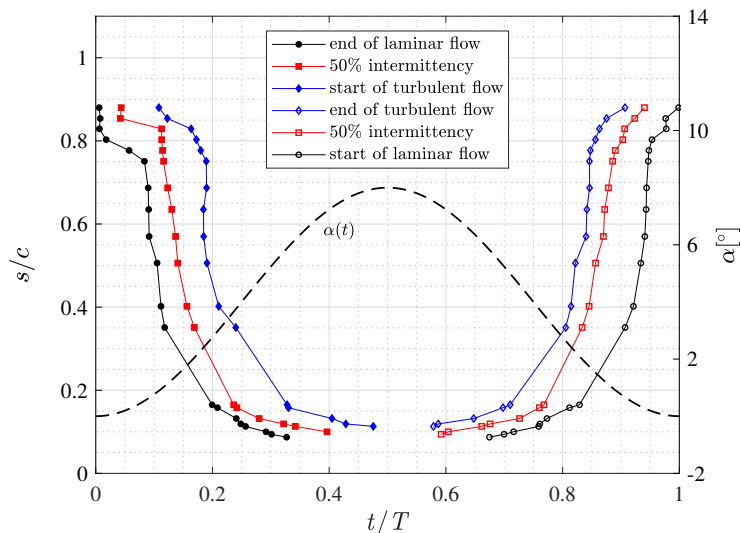 end of laminar flow
50% intermittency
start of turbulent flow
end of turbulent flow
50% intermittency
start of laminar flow
1
0.8
0.6
0.4
0.2
0
s/c
α(t)
14
10
6
2
-2
α[°]
0
0.2
0.4
0.6
0.8
1
t/T